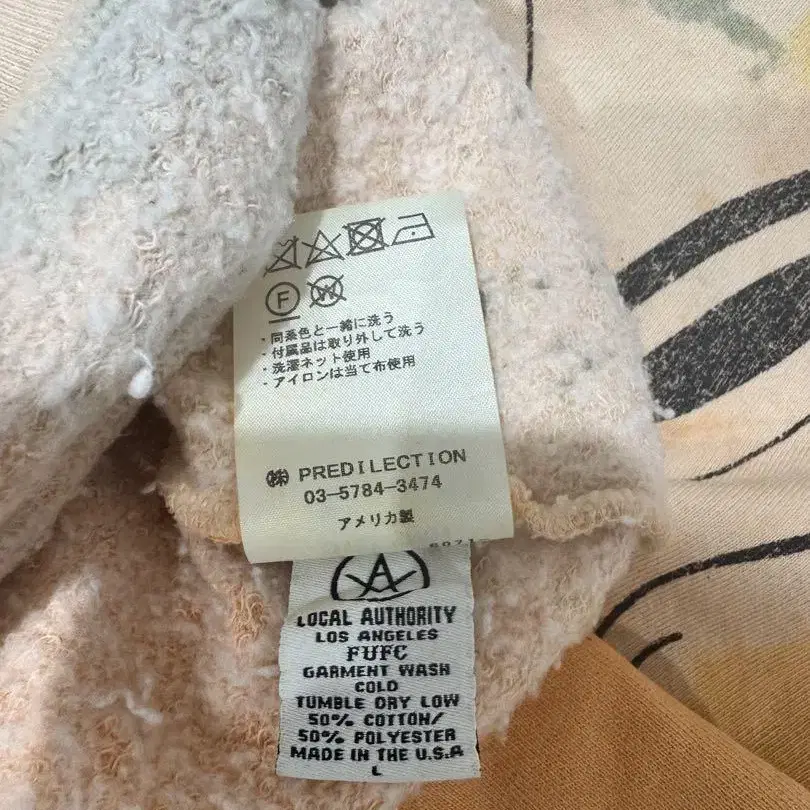 F
W
・同系色と一緒に洗う
・付属品は取り外して洗う
・洗濯ネット使用
・アイロンは当て布使用
㈱ PREDILECTION
03-5784-3474
アメリカ製
LOCAL AUTHORITY
LOS ANGELES
FUFC
GARMENT WASH
COLD
TUMBLE DRY LOW
50% COTTON/
50% POLYESTER
MADE IN THE U.S.A
L